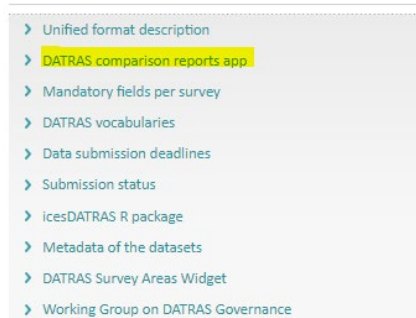 Unified format description
DATRAS comparison reports app
Mandatory fields per survey
DATRAS vocabularies
Data submission deadlines
Submission status
icesDATRAS R package
Metadata of the datasets
DATRAS Survey Areas Widget
Working Group on DATRAS Governance